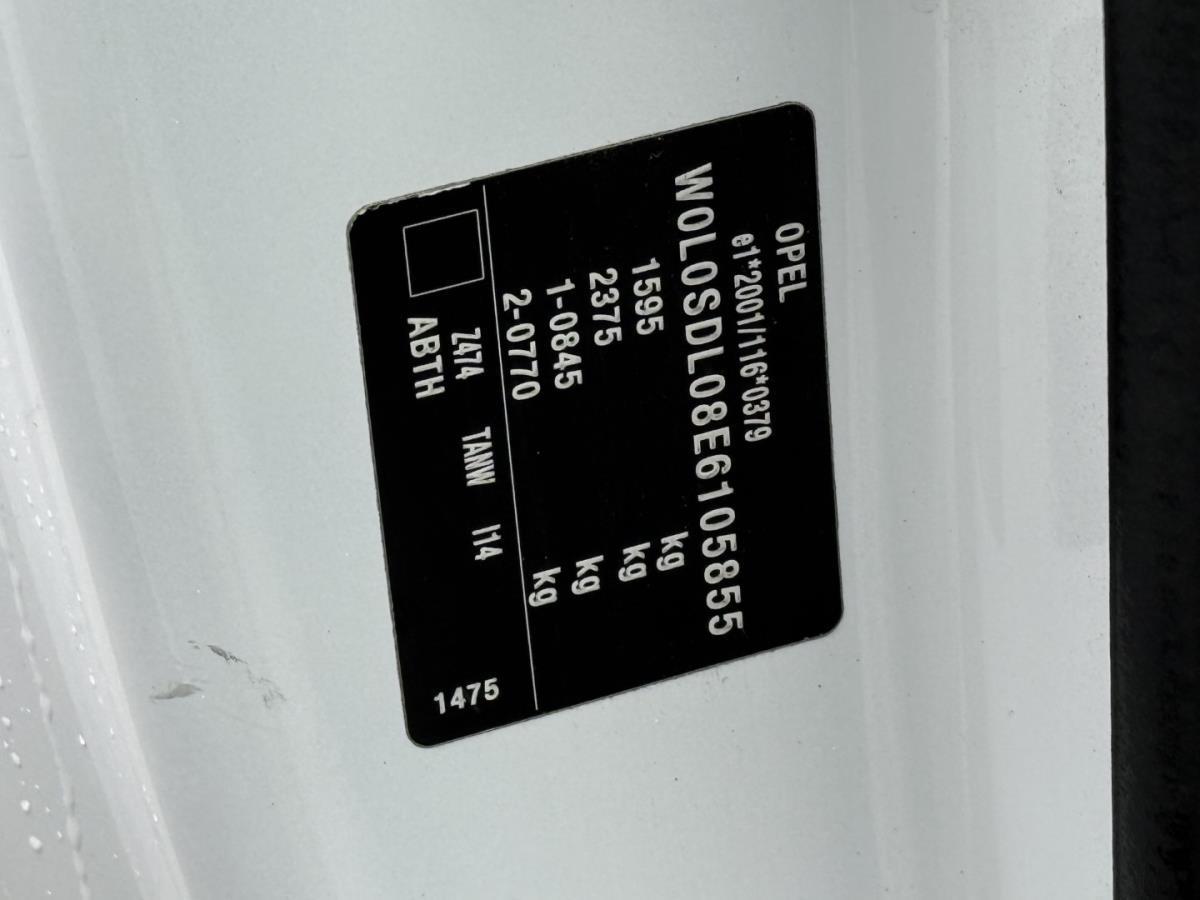 OPEL
e1*2001/116*0379
W0L0SDL08E6105855
1595 kg
2375 kg
1-0845 kg
2-0770 kg
Z474 TANW I14
ABTH 1475